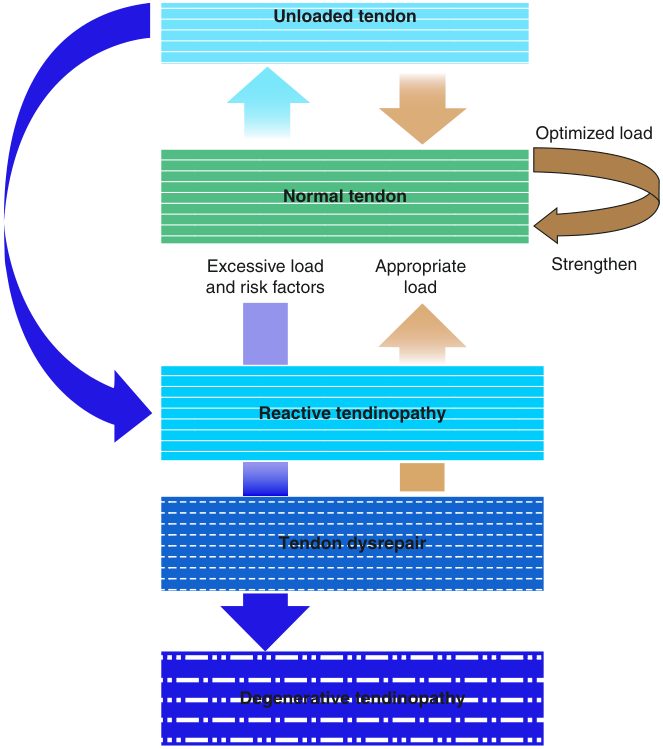 Unloaded tendon
Optimized load
Normal tendon
Strengthen
Excessive load
and risk factors
Appropriate
load
Reactive tendinopathy
Tendon dysrepair
Degenerative tendinopathy